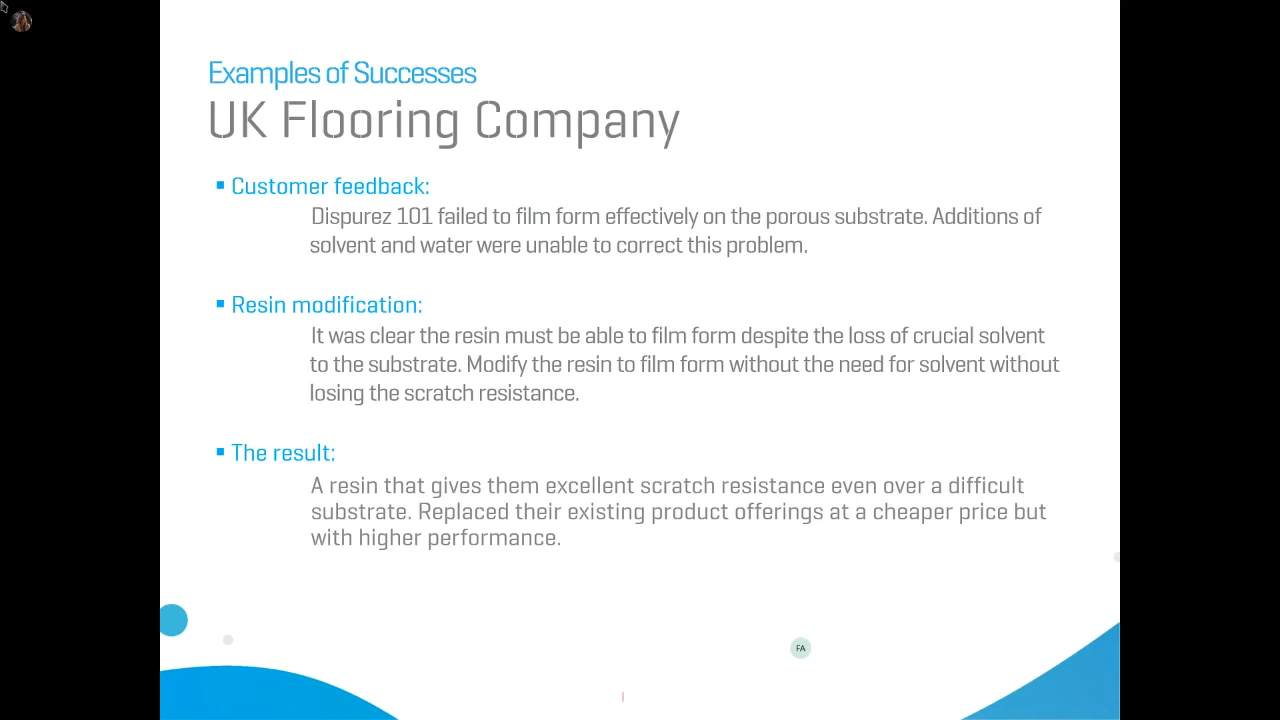 Examples of Successes
UK Flooring Company
Customer feedback:
Dispurez 101 failed to film form effectively on the porous substrate. Additions of
solvent and water were unable to correct this problem.
Resin modification:
It was clear the resin must be able to film form despite the loss of crucial solvent
to the substrate. Modify the resin to film form without the need for solvent without
losing the scratch resistance.
The result:
A resin that gives them excellent scratch resistance even over a difficult
substrate. Replaced their existing product offerings at a cheaper price but
with higher performance.
FA